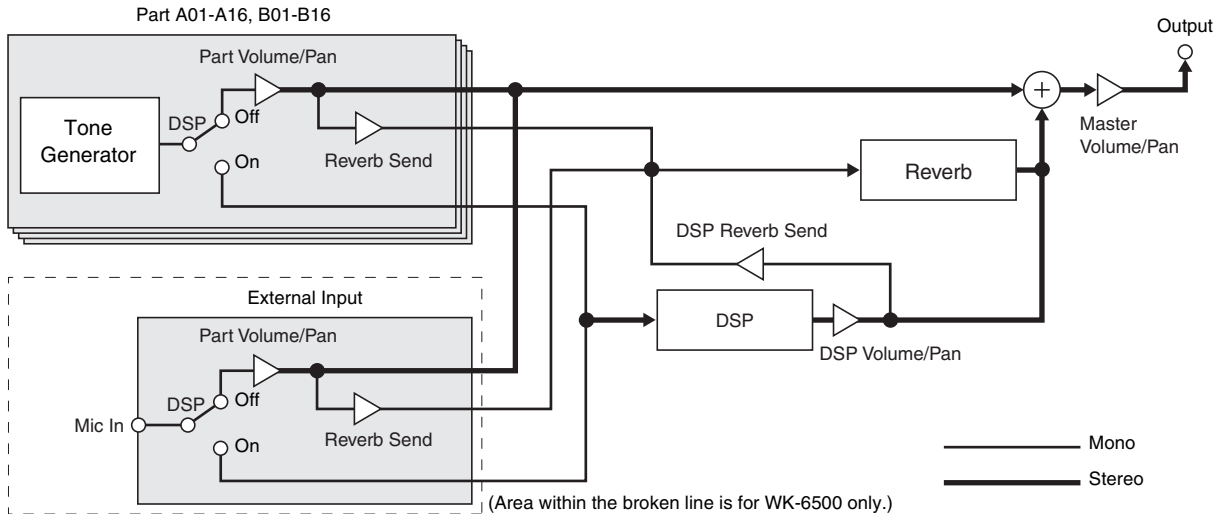 Part A01-A16, B01-B16
Output
Part Volume/Pan
Tone
Generator
DSP
Off
On
Reverb Send
Master
Volume/Pan
Reverb
DSP Reverb Send
External Input
Part Volume/Pan
DSP
DSP Volume/Pan
Mic In
DSP
Off
On
Reverb Send
Mono
Stereo
(Area within the broken line is for WK-6500 only.)